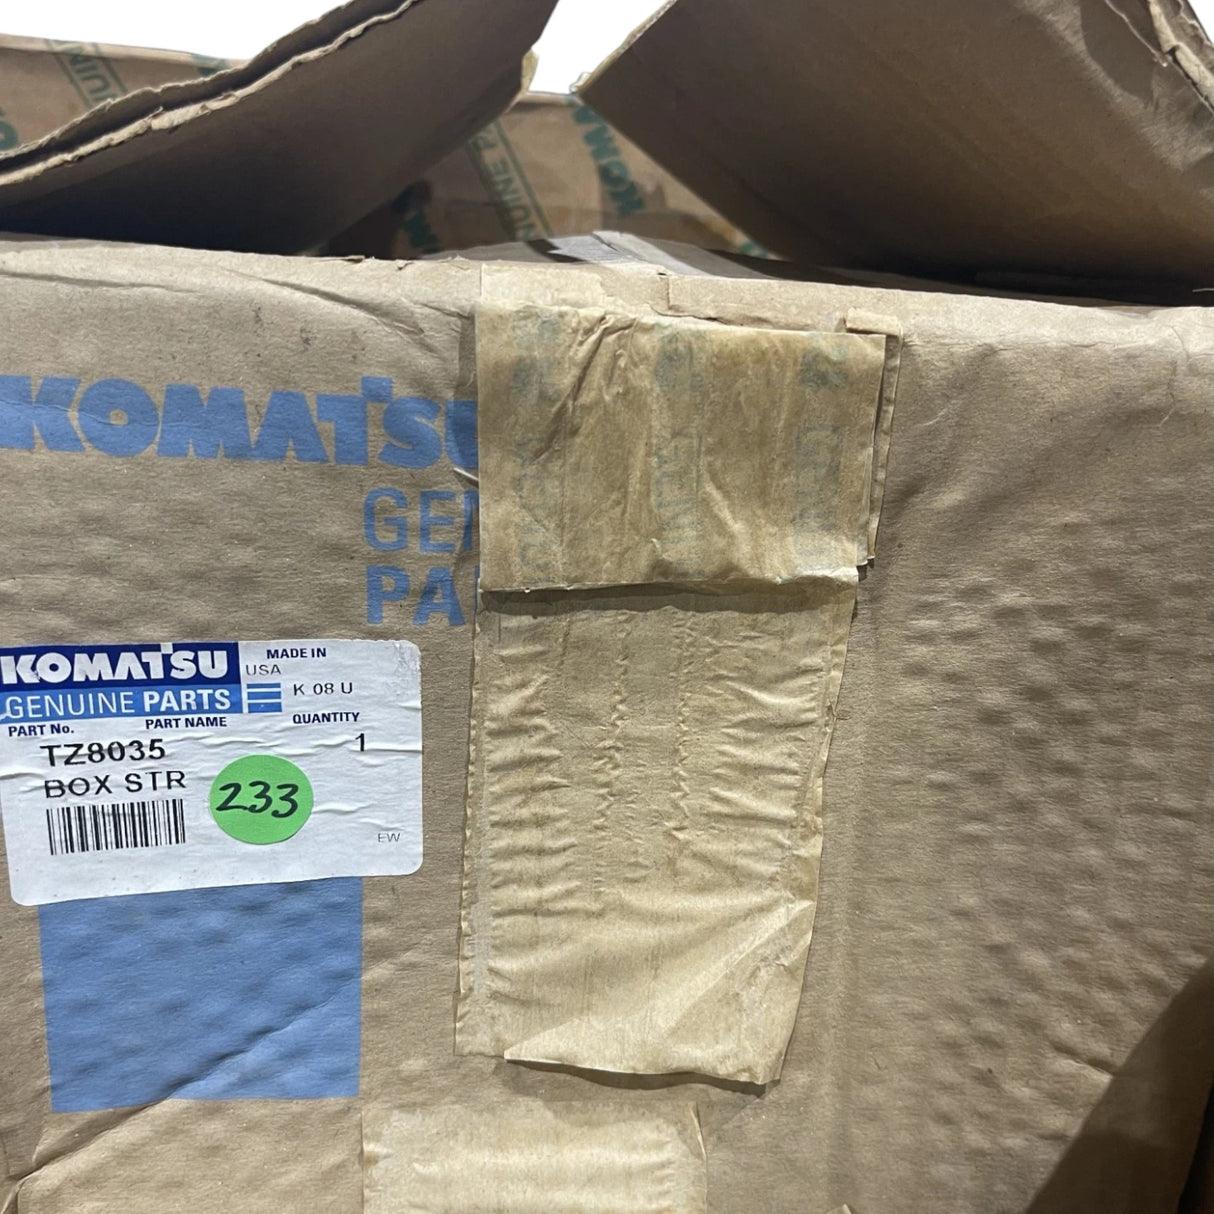 KOMATSU
GEN
PA
KOMATSU
GENUINE PARTS
MADE IN
USA
K 08 U
PART No.
PART NAME
QUANTITY
TZ8035
1
BOX STR
233
EW